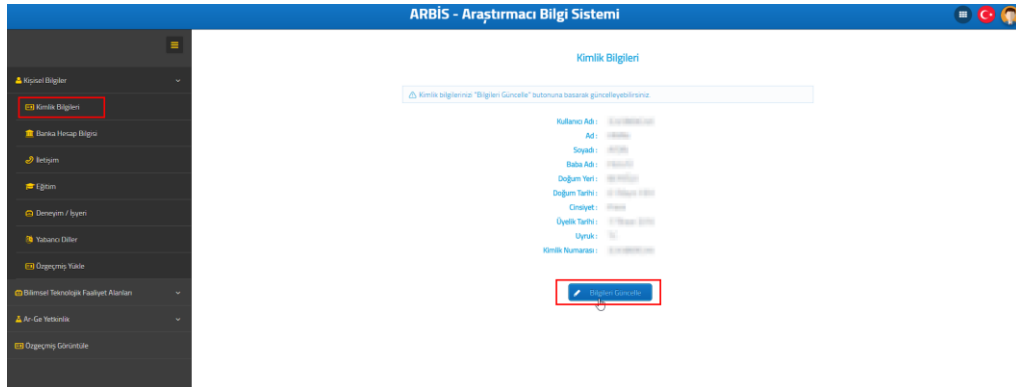 ARBİS - Araştırmacı Bilgi Sistemi
Kişisel Bilgiler
Kimlik Bilgileri
Banka Hesap Bilgisi
İletişim
Eğitim
Deneyim / İşyeri
Yabancı Diller
Özgeçmiş Yükle
Bilimsel Teknolojik Faaliyet Alanları
Ar-Ge Yetkinlik
Özgeçmiş Görüntüle
Kimlik Bilgileri
Kimlik bilgilerinizi "Bilgileri Güncelle" butonuna basarak güncelleyebilirsiniz.
Kullanıcı Adı :
Ad :
Soyadı :
Baba Adı :
Doğum Yeri :
Doğum Tarihi :
Cinsiyet :
Üyelik Tarihi :
Uyruk :
Kimlik Numarası :
Bilgileri Güncelle